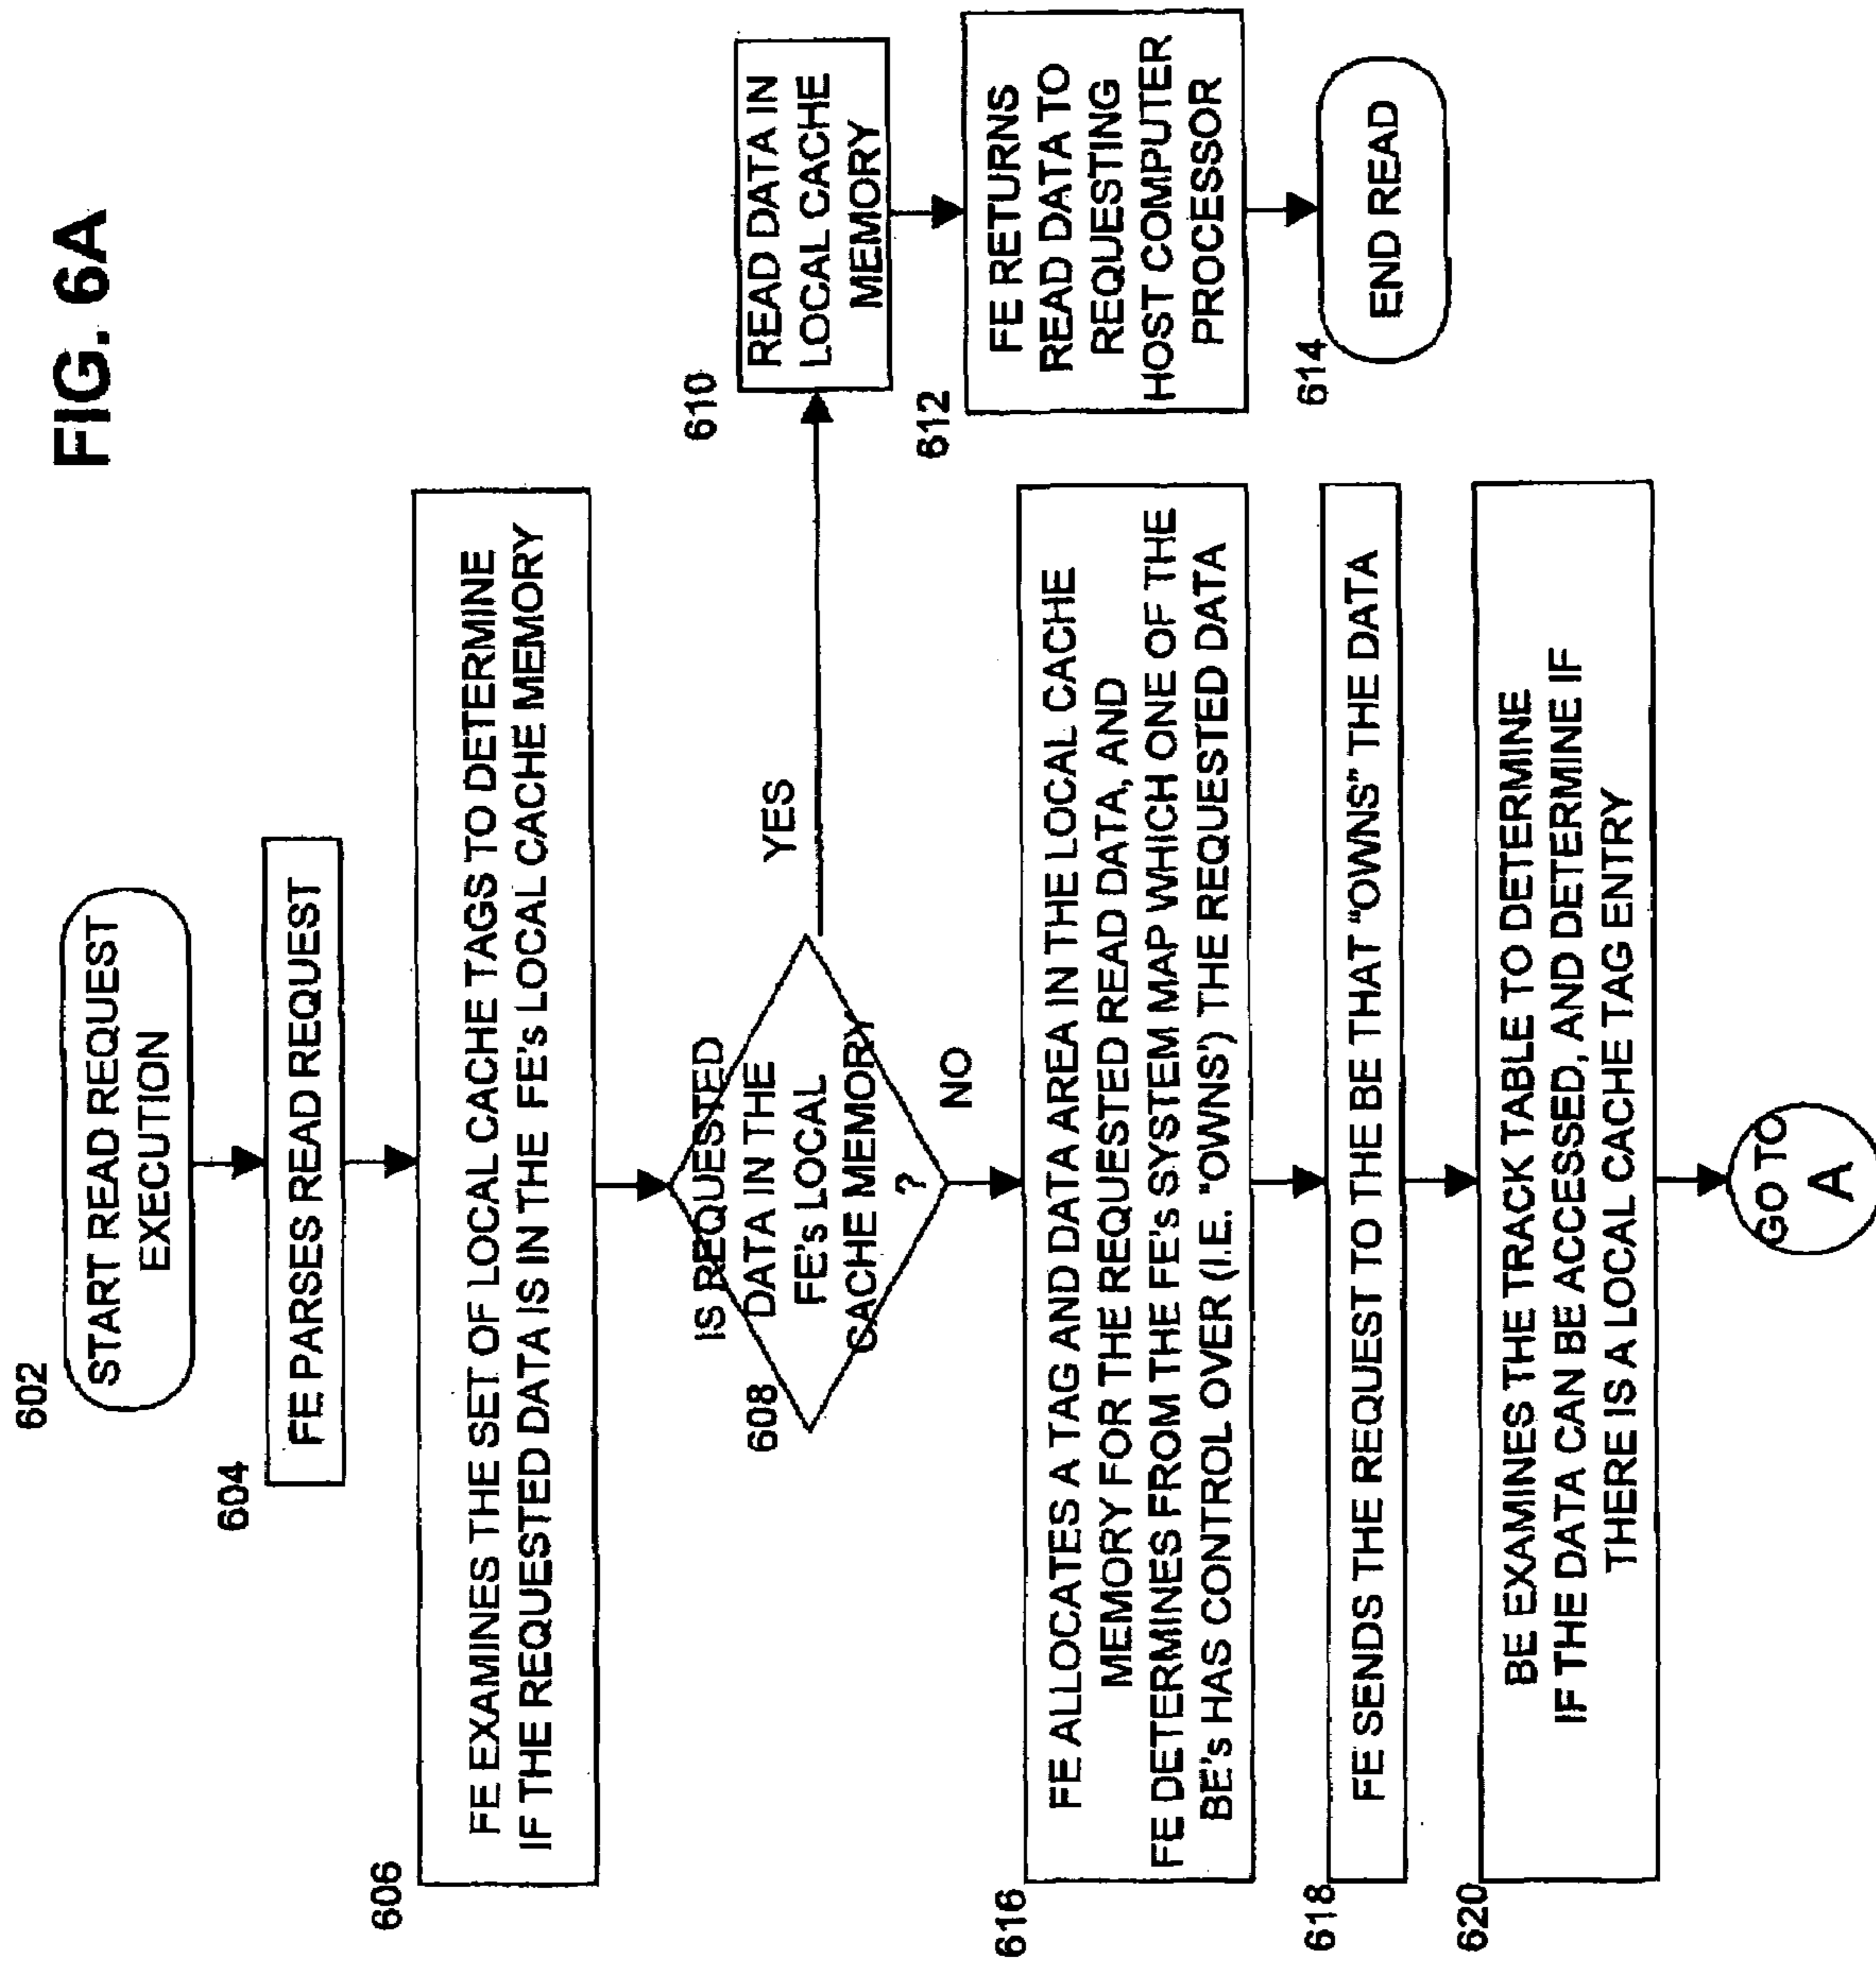 FIG. 6A
602
START READ REQUEST
EXECUTION
604
FE PARSES READ REQUEST
606
FE EXAMINES THE SET OF LOCAL CACHE TAGS TO DETERMINE
IF THE REQUESTED DATA IS IN THE FE's LOCAL CACHE MEMORY
608
IS REQUESTED
DATA IN THE
FE's LOCAL
CACHE MEMORY
?
YES
NO
610
READ DATA IN
LOCAL CACHE
MEMORY
612
FE RETURNS
READ DATA TO
REQUESTING
HOST COMPUTER
PROCESSOR
614
END READ
616
FE ALLOCATES A TAG AND DATA AREA IN THE LOCAL CACHE
MEMORY FOR THE REQUESTED READ DATA, AND
FE DETERMINES FROM THE FE's SYSTEM MAP WHICH ONE OF THE
BE's HAS CONTROL OVER (I.E. "OWNS') THE REQUESTED DATA
618
FE SENDS THE REQUEST TO THE BE THAT "OWNS" THE DATA
620
BE EXAMINES THE TRACK TABLE TO DETERMINE
IF THE DATA CAN BE ACCESSED, AND DETERMINE IF
THERE IS A LOCAL CACHE TAG ENTRY
GO TO
A